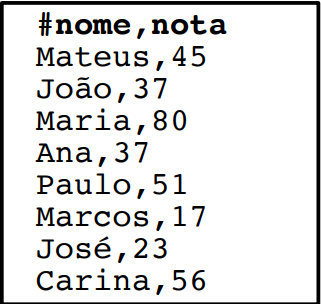 #nome,nota
Mateus,45
João,37
Maria,80
Ana,37
Paulo,51
Marcos,17
José,23
Carina,56